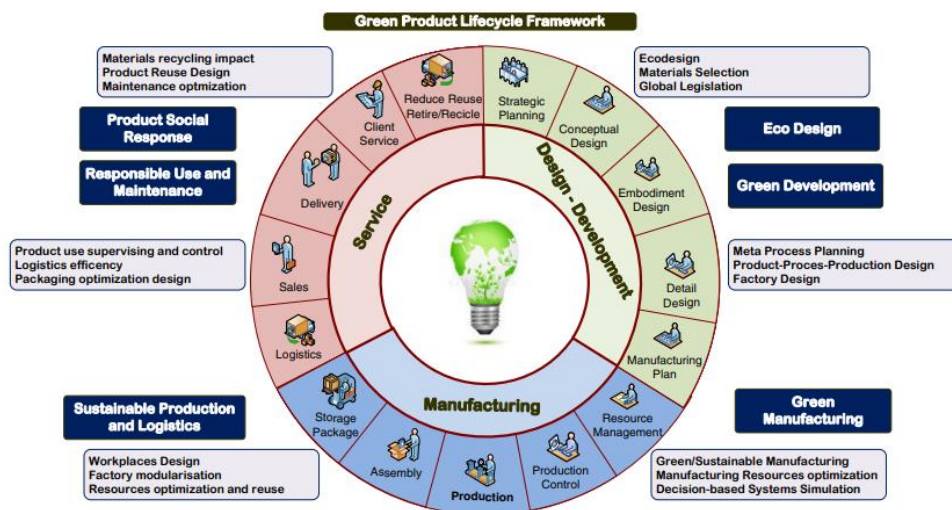 Green Product Lifecycle Framework
Materials recycling impact
Product Reuse Design
Maintenance optmization
Product Social
Response
Responsible Use and
Maintenance
Product use supervising and control
Logistics efficency
Packaging optimization design
Sustainable Production
and Logistics
Workplaces Design
Factory modularisation
Resources optimization and reuse
Reduce Reuse
Retire/Recicle
Client
Service
Delivery
Sales
Logistics
Service
Strategic
Planning
Conceptual
Design
Embodiment
Design
Detail
Design
Manufacturing
Plan
Design - Development
Manufacturing
Storage
Package
Assembly
Production
Production
Control
Resource
Management
Ecodesign
Materials Selection
Global Legislation
Eco Design
Green Development
Meta Process Planning
Product-Proces-Production Design
Factory Design
Green
Manufacturing
Green/Sustainable Manufacturing
Manufacturing Resources optimization
Decision-based Systems Simulation